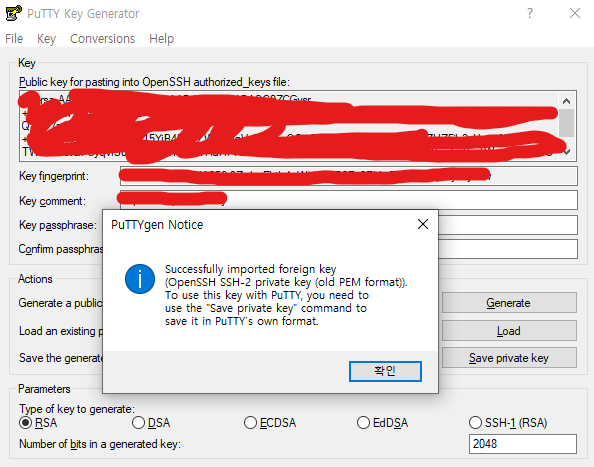 PuTTY Key Generator
?
File Key Conversions Help
Key
Public key for pasting into OpenSSH authorized_keys file:
Key fingerprint:
Key comment:
Key passphrase:
Confirm passphras
PuTTYgen Notice
Successfully imported foreign key
(OpenSSH SSH-2 private key (old PEM format)).
To use this key with PuTTY, you need to
use the "Save private key" command to
save it in PuTTY's own format.
확인
Actions
Generate a public
Generate
Load an existing p
Load
Save the generate
Save private key
Parameters
Type of key to generate:
RSA DSA ECDSA EdDSA SSH-1 (RSA)
Number of bits in a generated key:
2048